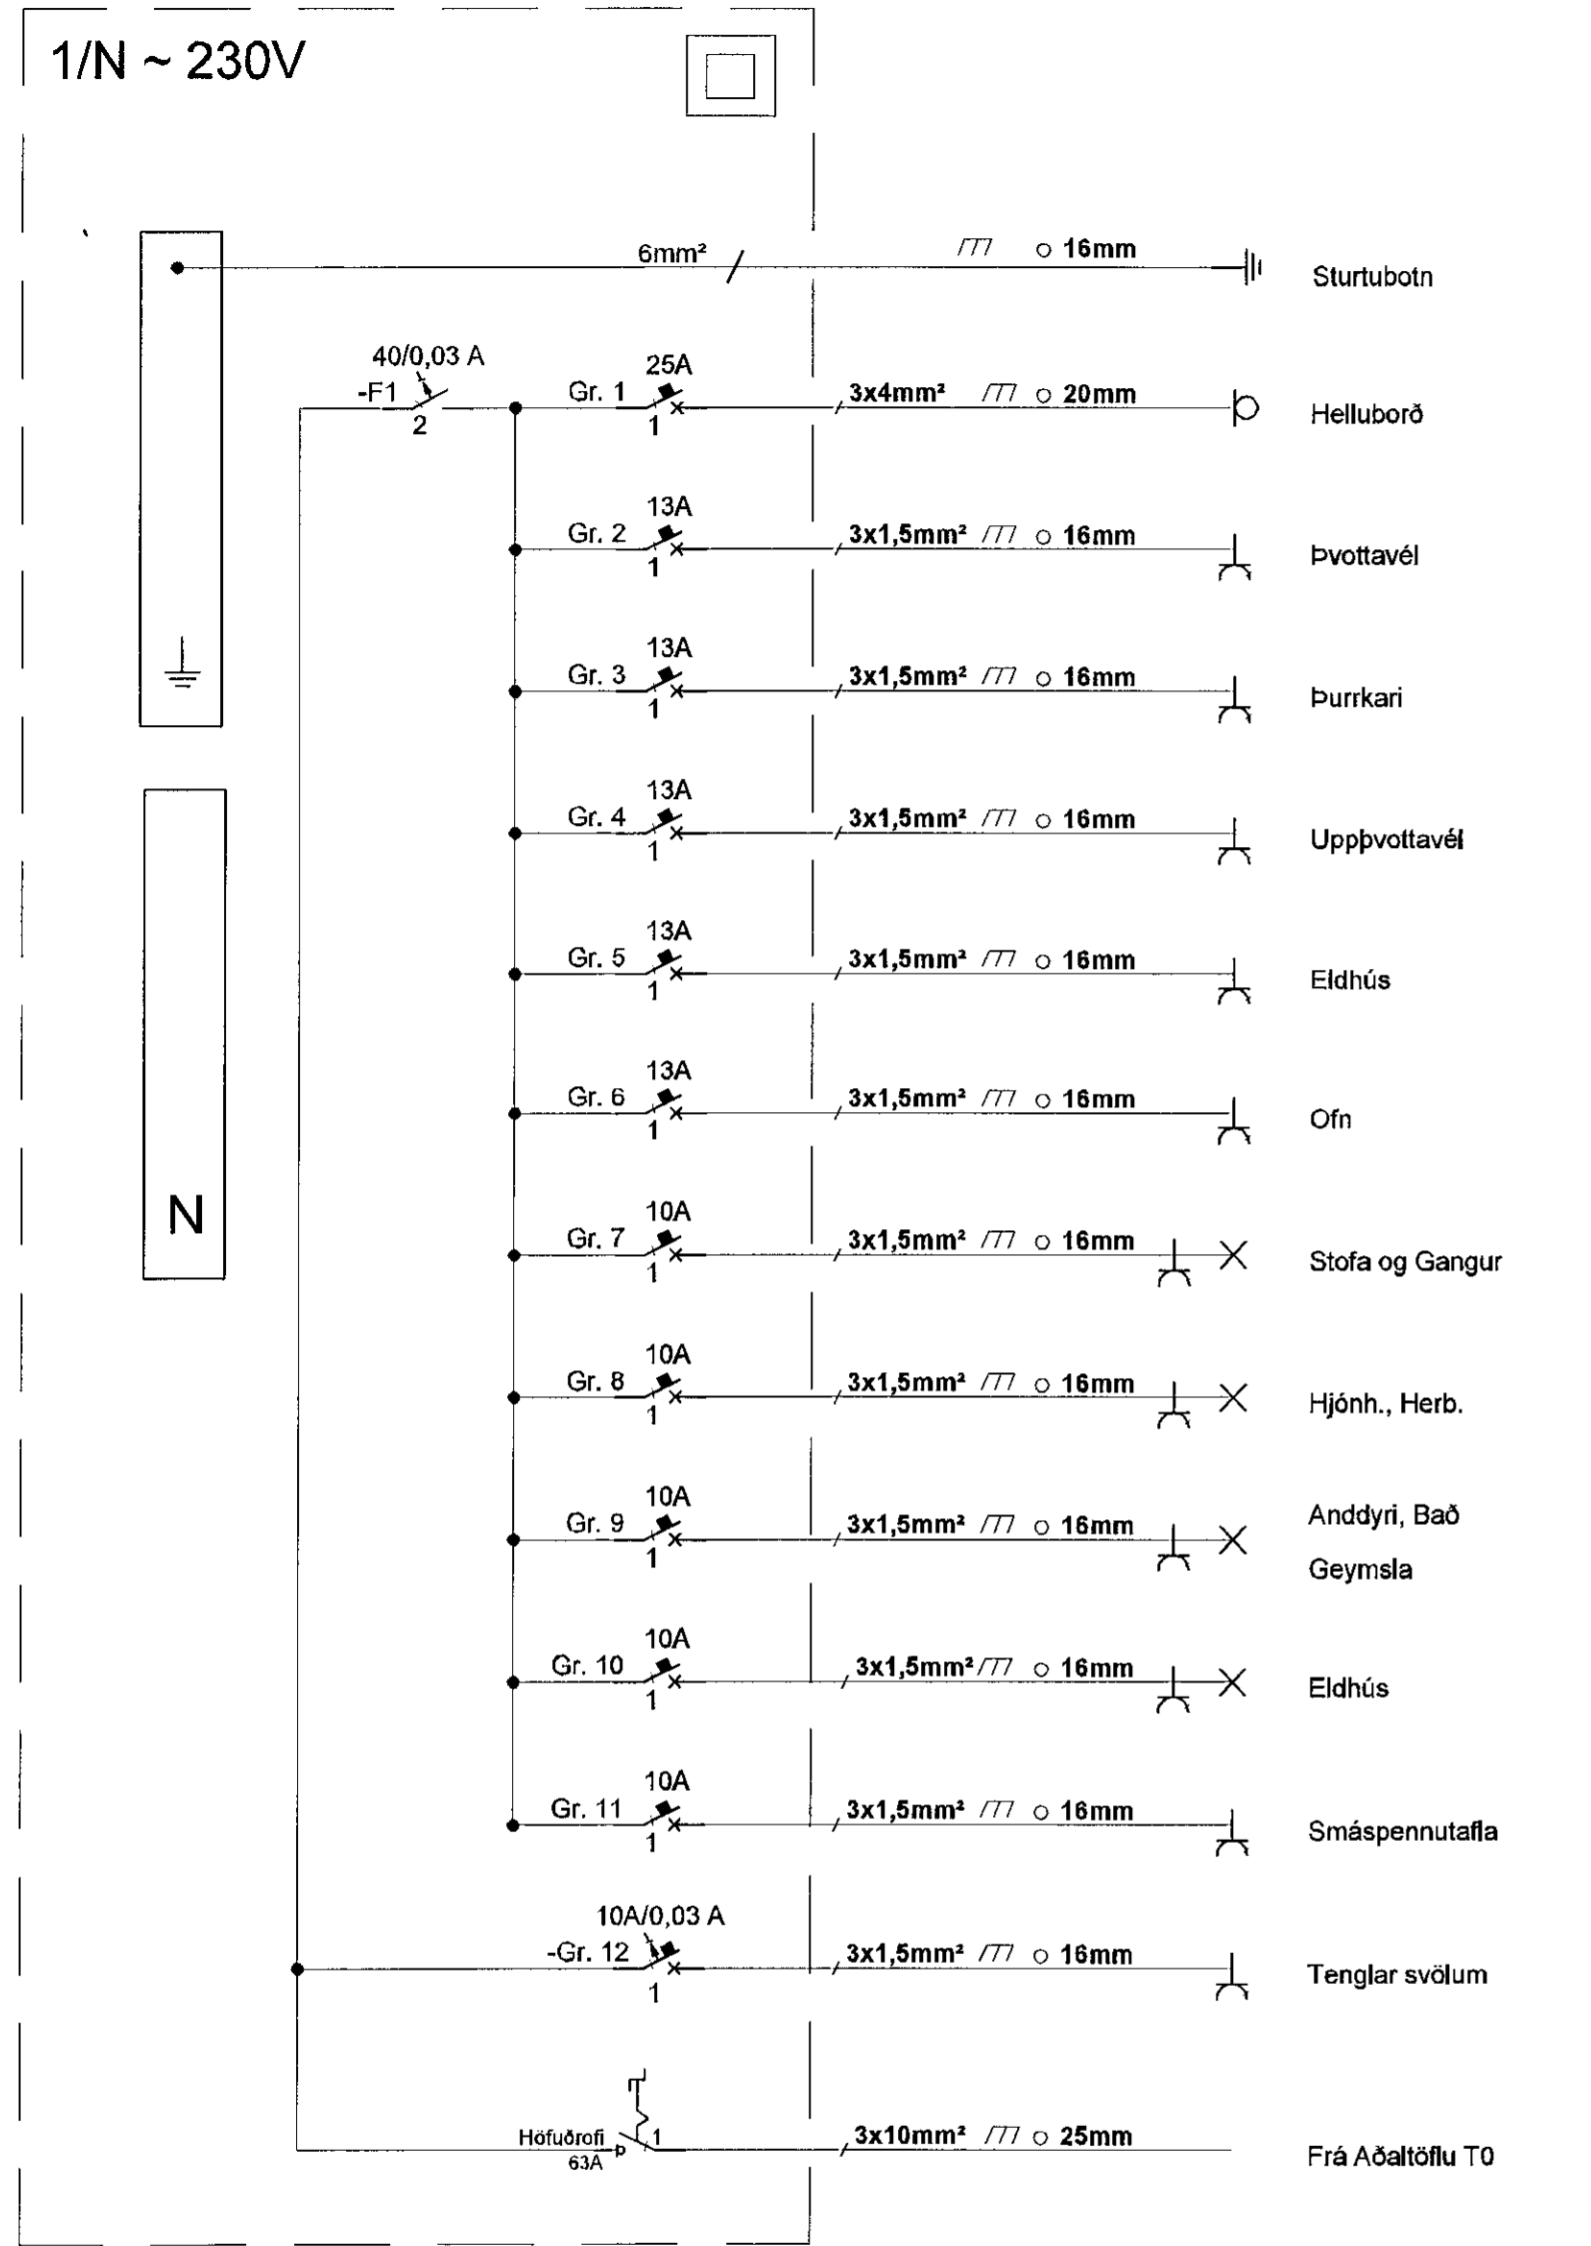 1/N ~ 230V
6mm² 16mm Sturtubotn
40/0,03 A
-F1
2
25A
Gr. 1 3x4mm² 20mm Helluborð
1
13A
Gr. 2 3x1,5mm² 16mm Þvottavél
1
13A
Gr. 3 3x1,5mm² 16mm Þurrkari
1
13A
Gr. 4 3x1,5mm² 16mm Uppþvottavél
1
13A
Gr. 5 3x1,5mm² 16mm Eldhús
1
13A
Gr. 6 3x1,5mm² 16mm Ofn
1
N
10A
Gr. 7 3x1,5mm² 16mm Stofa og Gangur
1
10A
Gr. 8 3x1,5mm² 16mm Hjónh., Herb.
1
10A
Gr. 9 3x1,5mm² 16mm Anddyri, Bað
1 Geymsla
10A
Gr. 10 3x1,5mm² 16mm Eldhús
1
10A
Gr. 11 3x1,5mm² 16mm Smáspennutafla
1
10A/0,03 A
-Gr. 12 3x1,5mm² 16mm Tenglar svölum
1
Höfuðrofi 1 3x10mm² 25mm Frá Aðaltöflu T0
63A